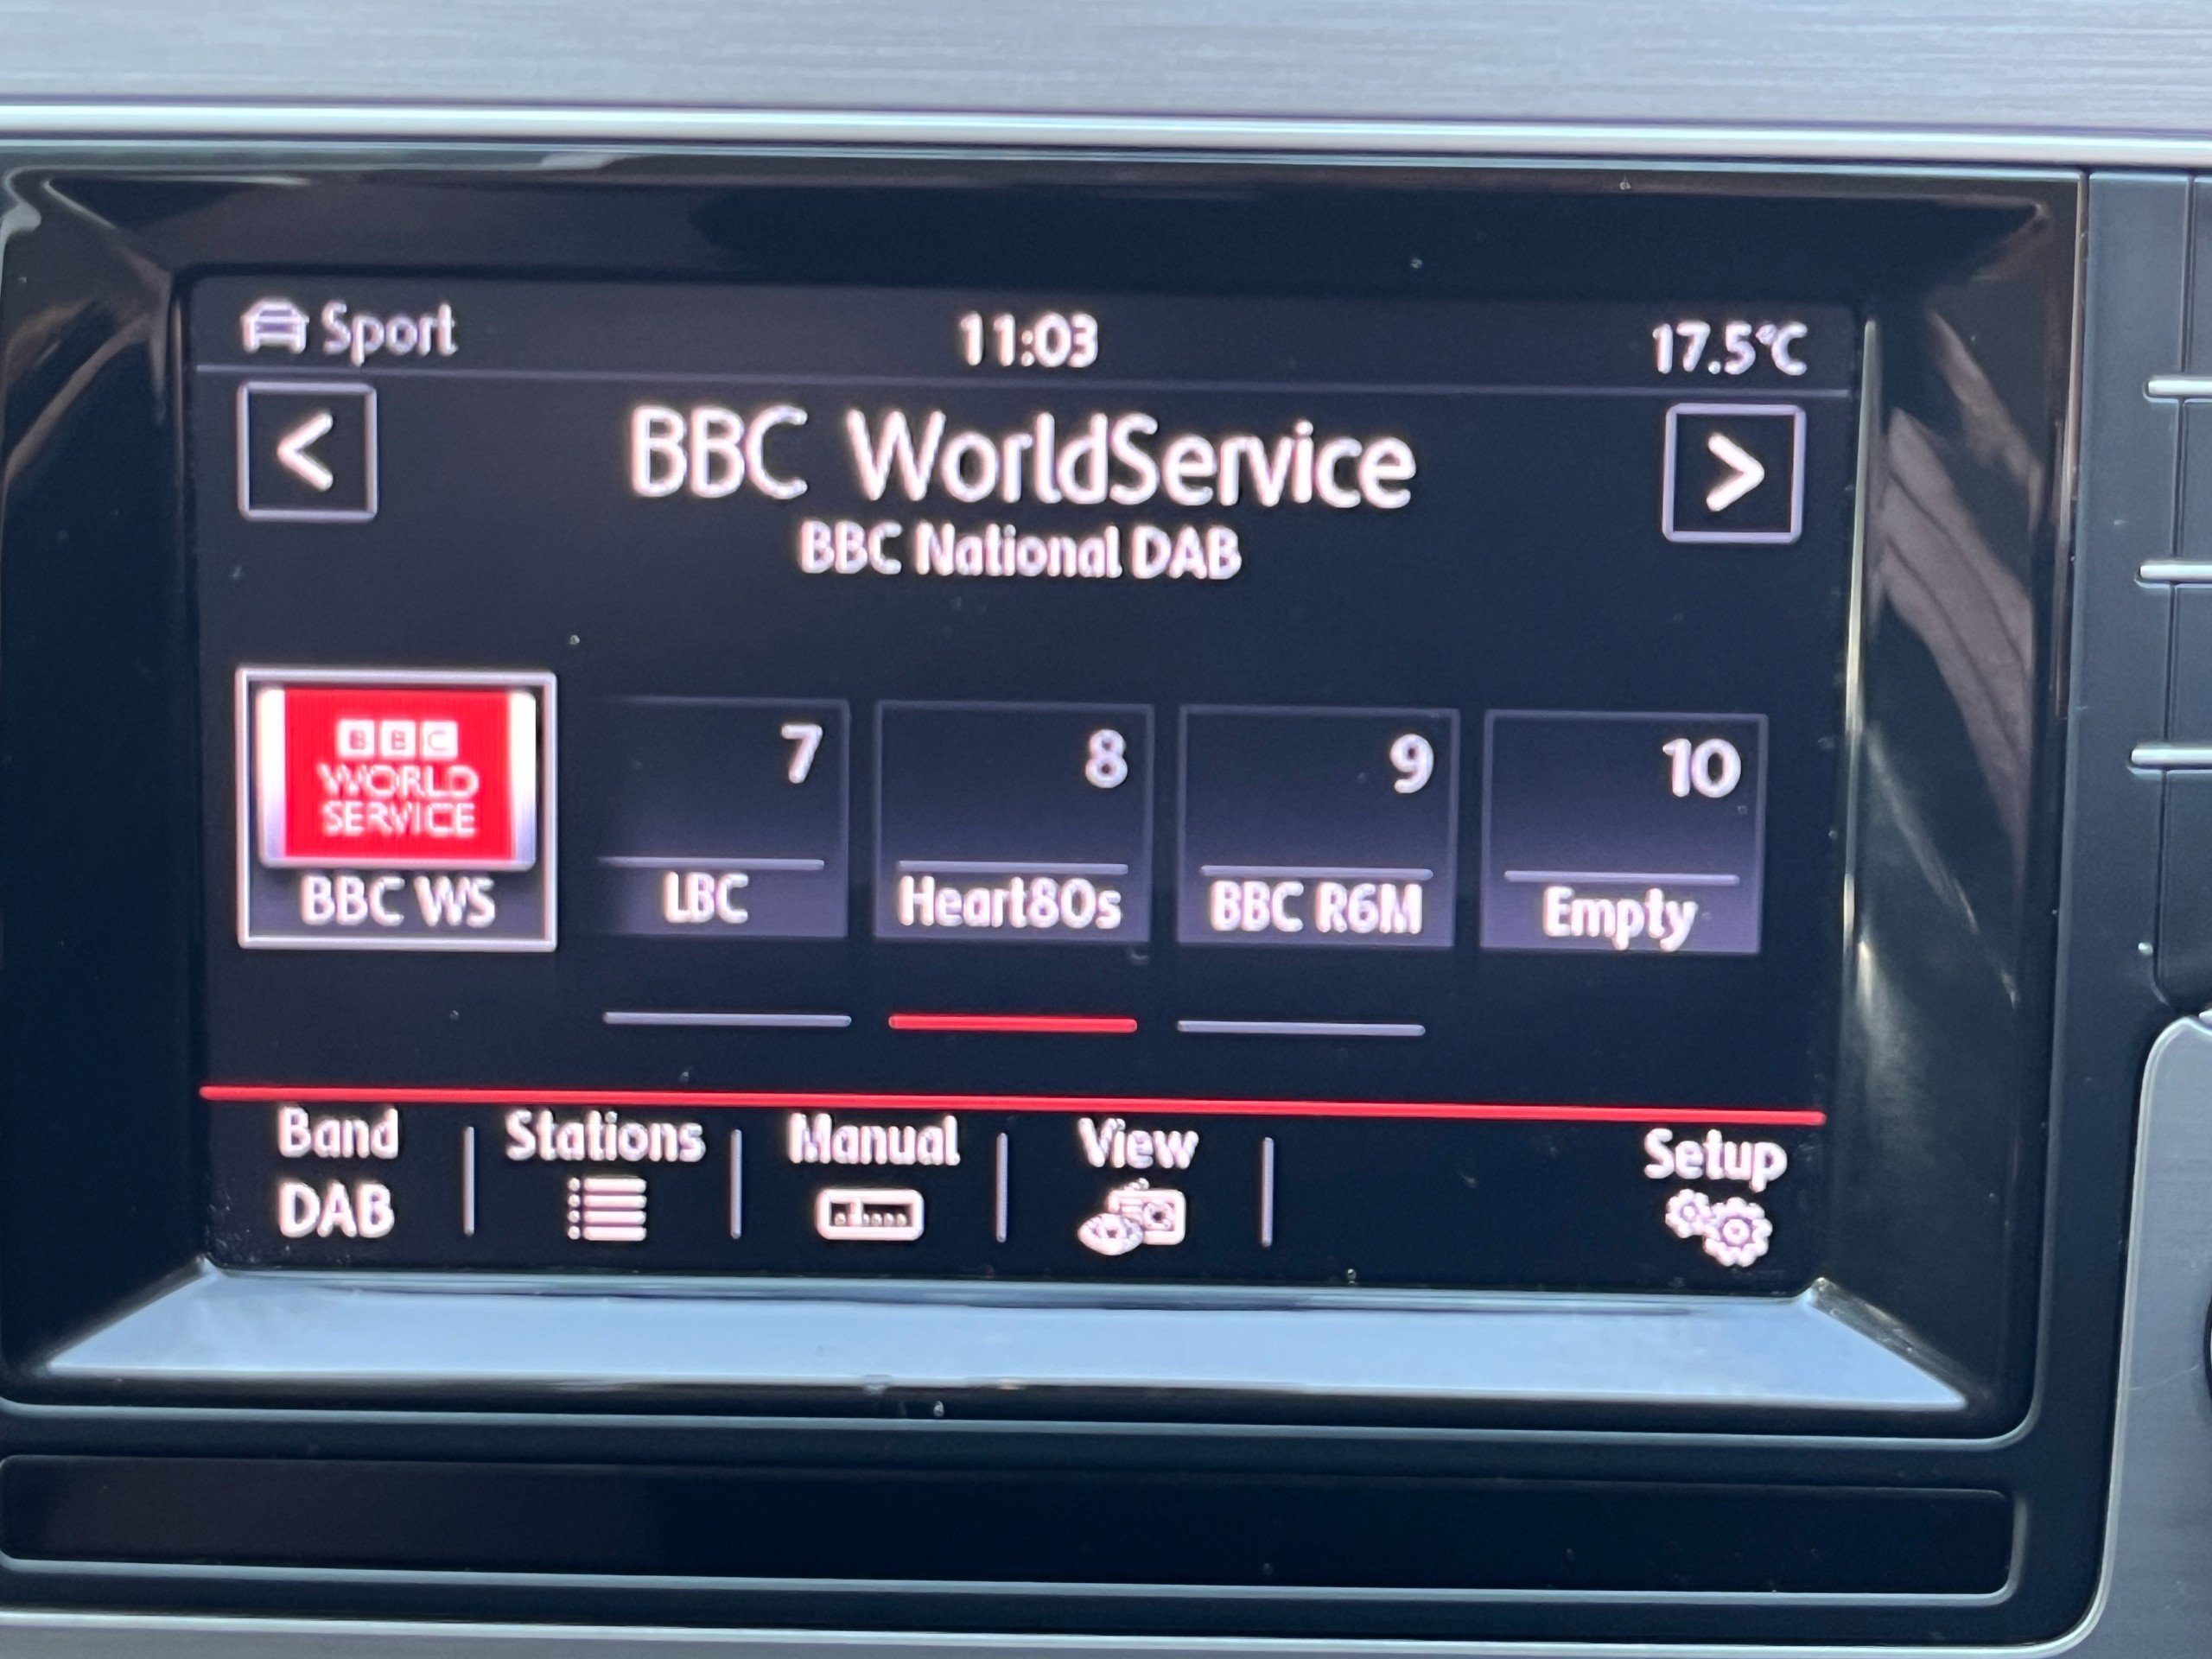 Sport 11:03 17.5°C
< BBC WorldService >
BBC National DAB
BBC
WORLD
SERVICE
BBC WS
7
LBC
8
Heart80s
9
BBC R6M
10
Empty
Band
DAB
Stations
Manual
View
Setup